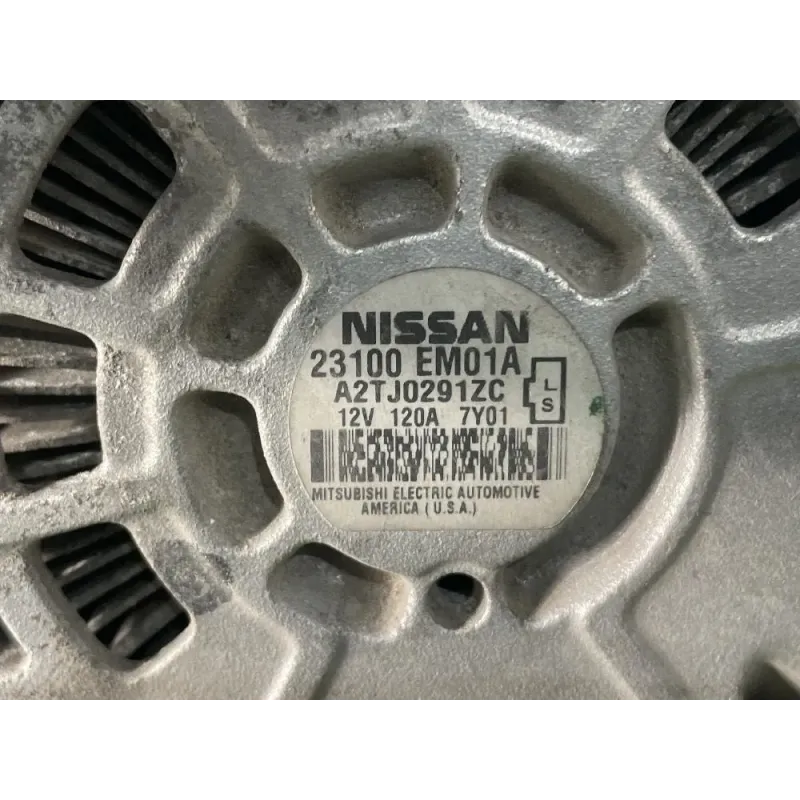 NISSAN
23100 EM01A
A2TJ0291ZC
L
S
12V 120A 7Y01
MITSUBISHI ELECTRIC AUTOMOTIVE
AMERICA (U.S.A.)